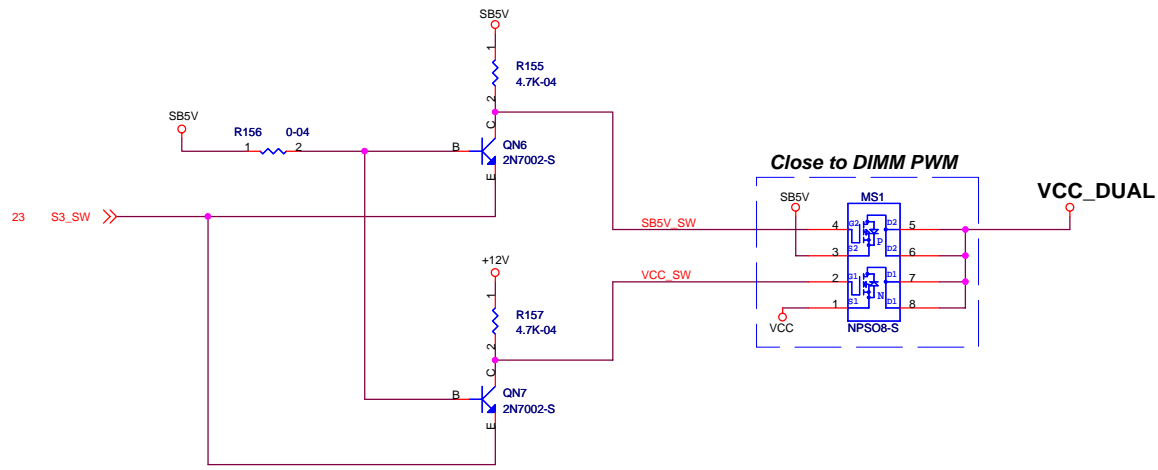 SB5V
1
R155
4.7K-04
2
SB5V
R156 0-04
1 2
C
B
QN6
2N7002-S
E
23 S3_SW
Close to DIMM PWM
VCC_DUAL
SB5V
MS1
SB5V_SW
4 G2 D2 5
P
3 S2 D2 6
+12V
VCC_SW
2 G1 D1 7
N
1 S1 D1 8
VCC
NPSO8-S
1
R157
4.7K-04
2
C
B
QN7
2N7002-S
E